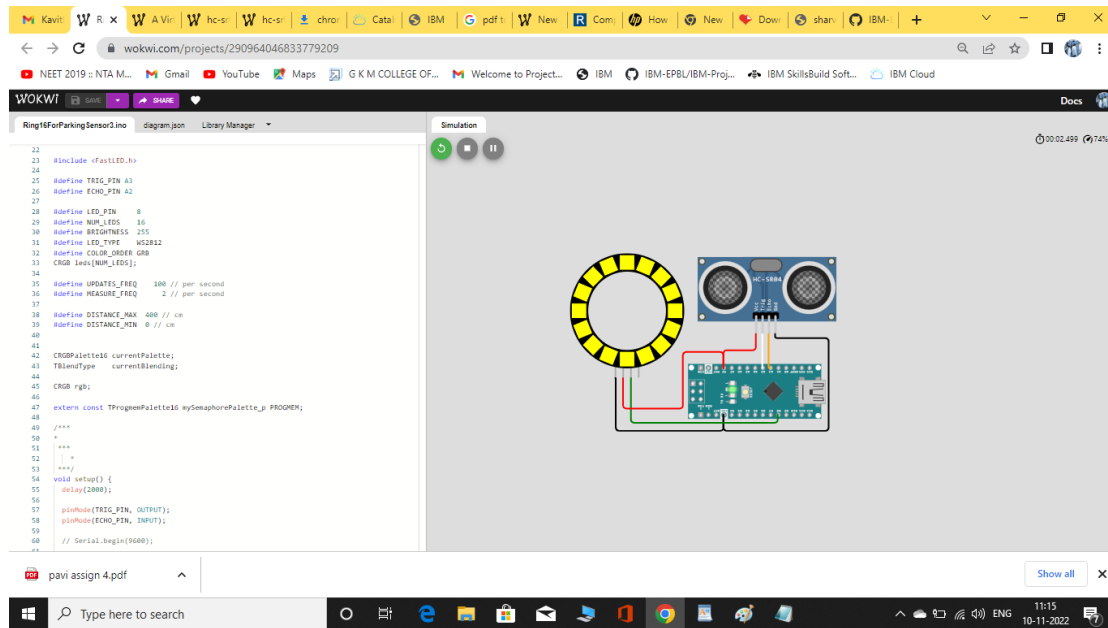 Kaviti
R
A Vir
hc-sr
hc-sr
chror
Catal
IBM
pdf t
New
Com
How
New
Dow
shar
IBM-
wokwi.com/projects/290964046833779209
NEET 2019 :: NTA M...
Gmail
YouTube
Maps
G K M COLLEGE OF...
Welcome to Project...
IBM
IBM-EPBL/IBM-Proj...
IBM SkillsBuild Soft...
IBM Cloud
WOKWI
SAVE
SHARE
Docs
Ring16ForParkingSensor3.ino
diagram.json
Library Manager
Simulation
00:02.499
74%
22
23 #include <FastLED.h>
24
25 #define TRIG_PIN A3
26 #define ECHO_PIN A2
27
28 #define LED_PIN 8
29 #define NUM_LEDS 16
30 #define BRIGHTNESS 255
31 #define LED_TYPE WS2812
32 #define COLOR_ORDER GRB
33 CRGB leds[NUM_LEDS];
34
35 #define UPDATES_FREQ 100 // per second
36 #define MEASURE_FREQ 2 // per second
37
38 #define DISTANCE_MAX 400 // cm
39 #define DISTANCE_MIN 0 // cm
40
41
42 CRGBPalette16 currentPalette;
43 TBlendType currentBlending;
44
45 CRGB rgb;
46
47 extern const TProgmemPalette16 mySemaphorePalette_p PROGMEM;
48
49 /***
50 *
51 ***
52 *
53 ***/
54 void setup() {
55 delay(2000);
56
57 pinMode(TRIG_PIN, OUTPUT);
58 pinMode(ECHO_PIN, INPUT);
59
60 // Serial.begin(9600);
HC-SR04
Vcc
Trig
Echo
Gnd
pavi assign 4.pdf
Show all
Type here to search
ENG
11:15
10-11-2022